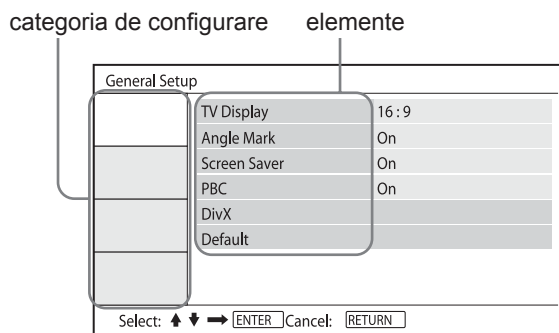 categoria de configurare elemente
General Setup
TV Display 16:9
Angle Mark On
Screen Saver On
PBC On
DivX
Default
Select: ↑ ↓ → ENTER Cancel: RETURN